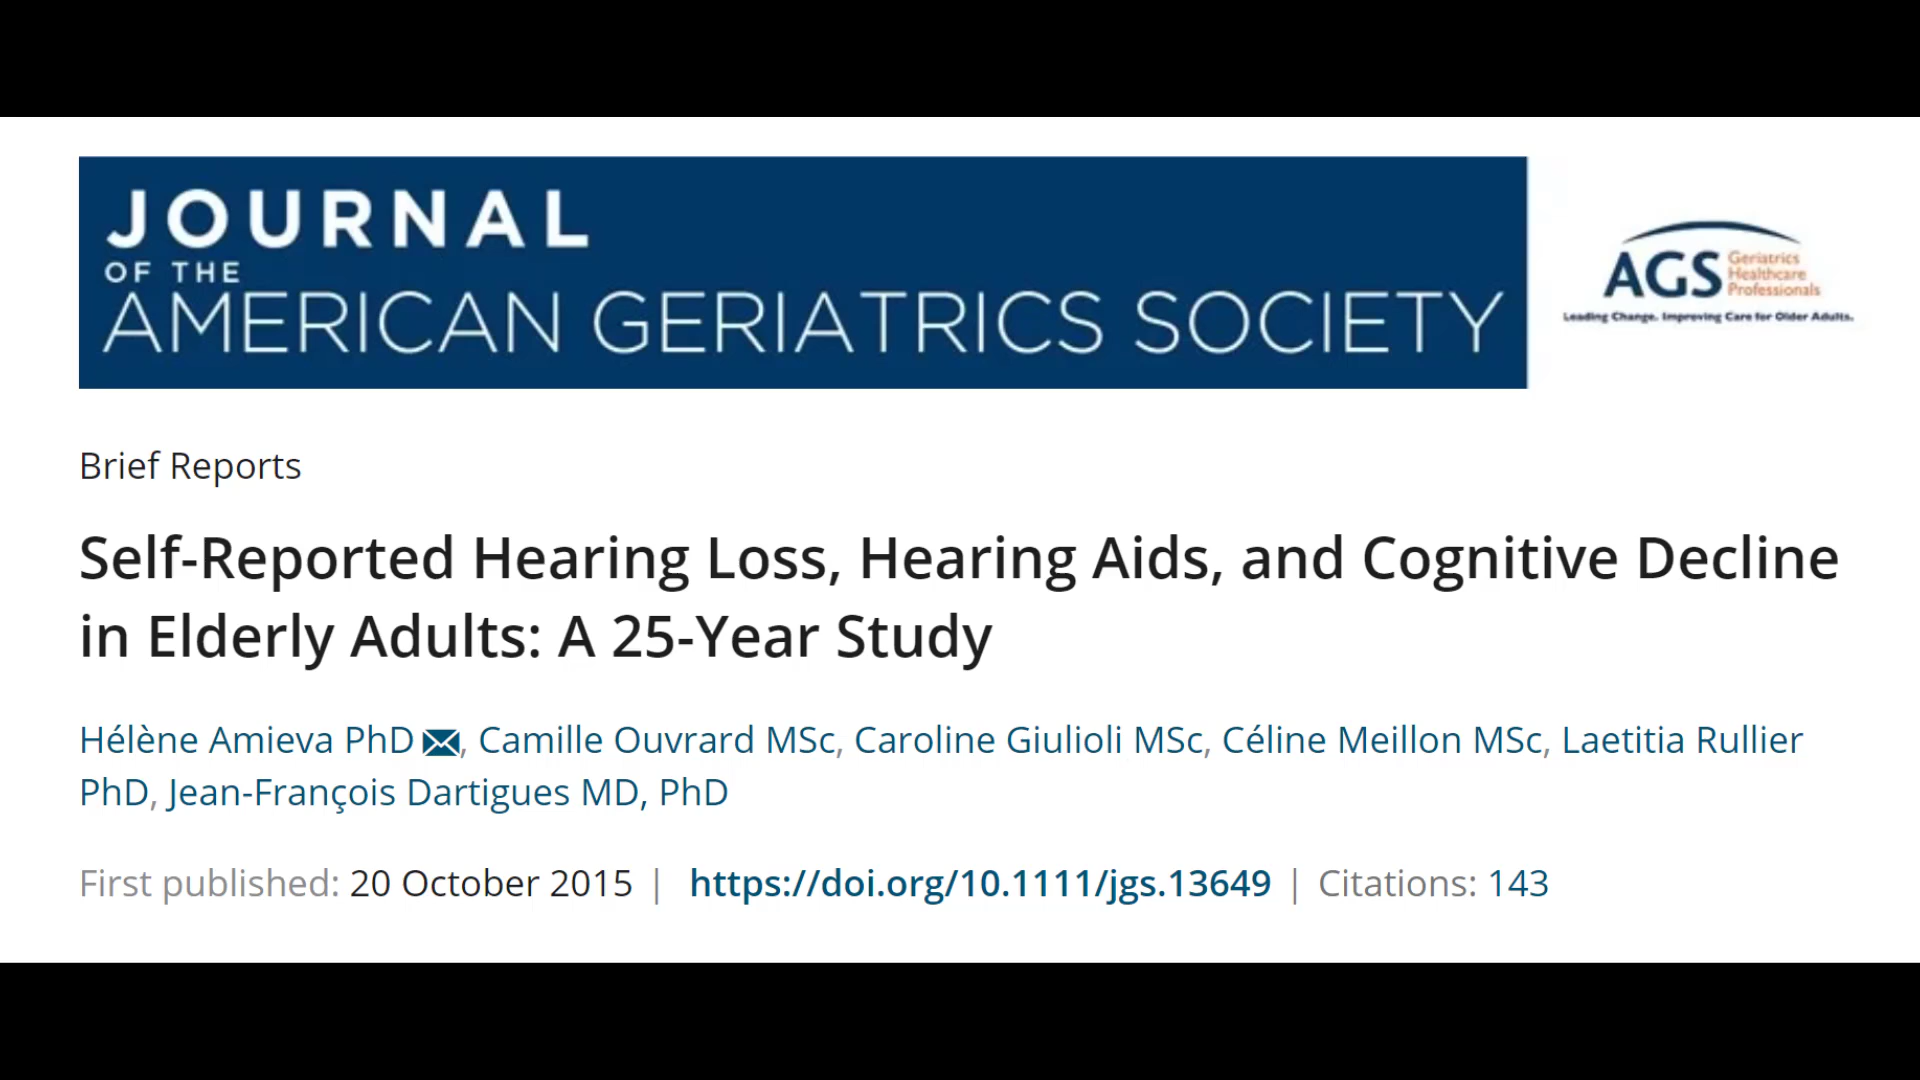 JOURNAL
OF THE
AMERICAN GERIATRICS SOCIETY
AGS Geriatrics
Healthcare
Professionals
Leading Change. Improving Care for Older Adults.
Brief Reports
Self-Reported Hearing Loss, Hearing Aids, and Cognitive Decline
in Elderly Adults: A 25-Year Study
Hélène Amieva PhD, Camille Ouvrard MSc, Caroline Giulioli MSc, Céline Meillon MSc, Laetitia Rullier
PhD, Jean-François Dartigues MD, PhD
First published: 20 October 2015 | https://doi.org/10.1111/jgs.13649 | Citations: 143